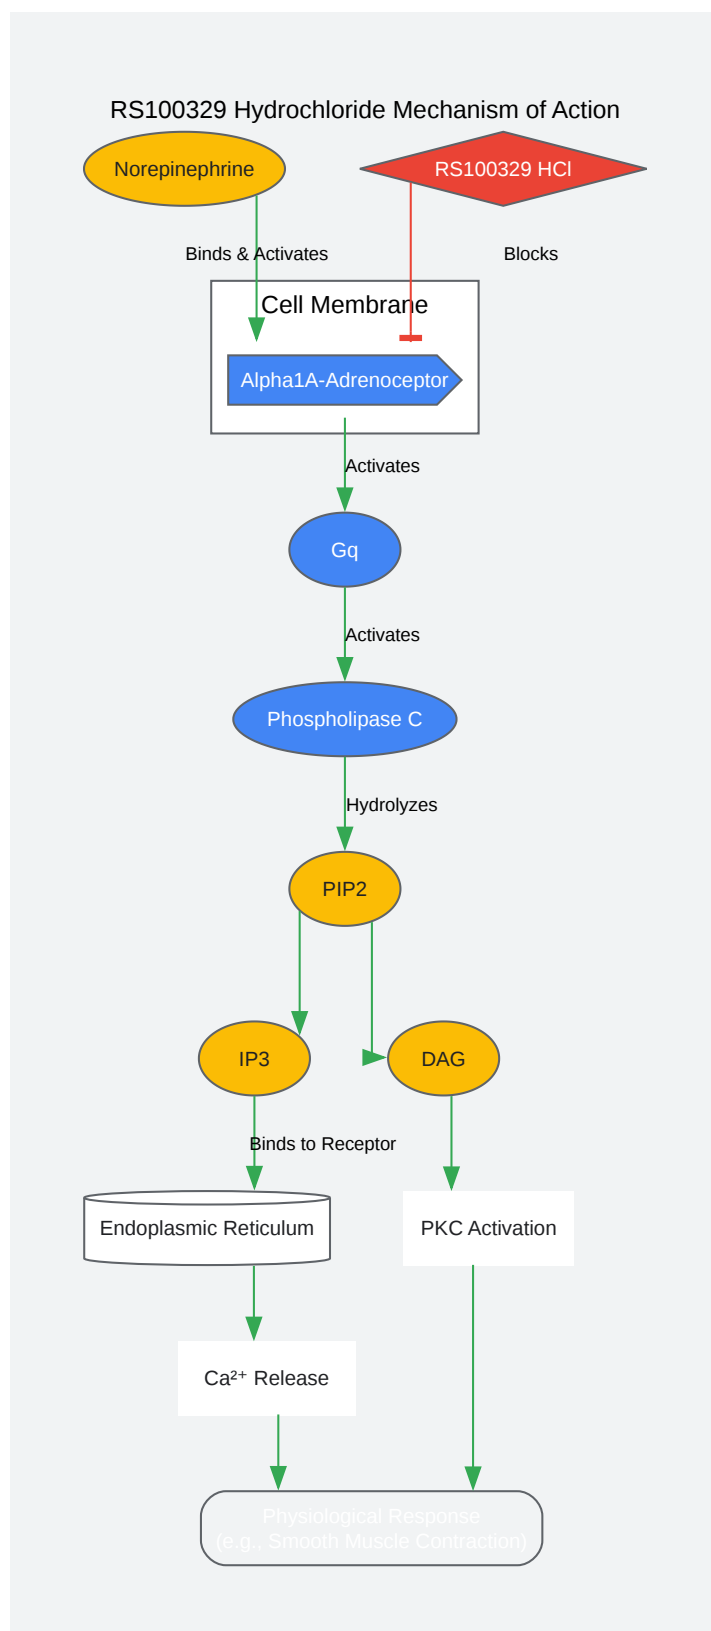 RS100329 Hydrochloride Mechanism of Action
Norepinephrine
RS100329 HCl
Binds & Activates
Blocks
Cell Membrane
Alpha1A-Adrenoceptor
Activates
Gq
Activates
Phospholipase C
Hydrolyzes
PIP2
IP3
DAG
Binds to Receptor
Endoplasmic Reticulum
PKC Activation
Ca²⁺ Release
Physiological Response
(e.g., Smooth Muscle Contraction)